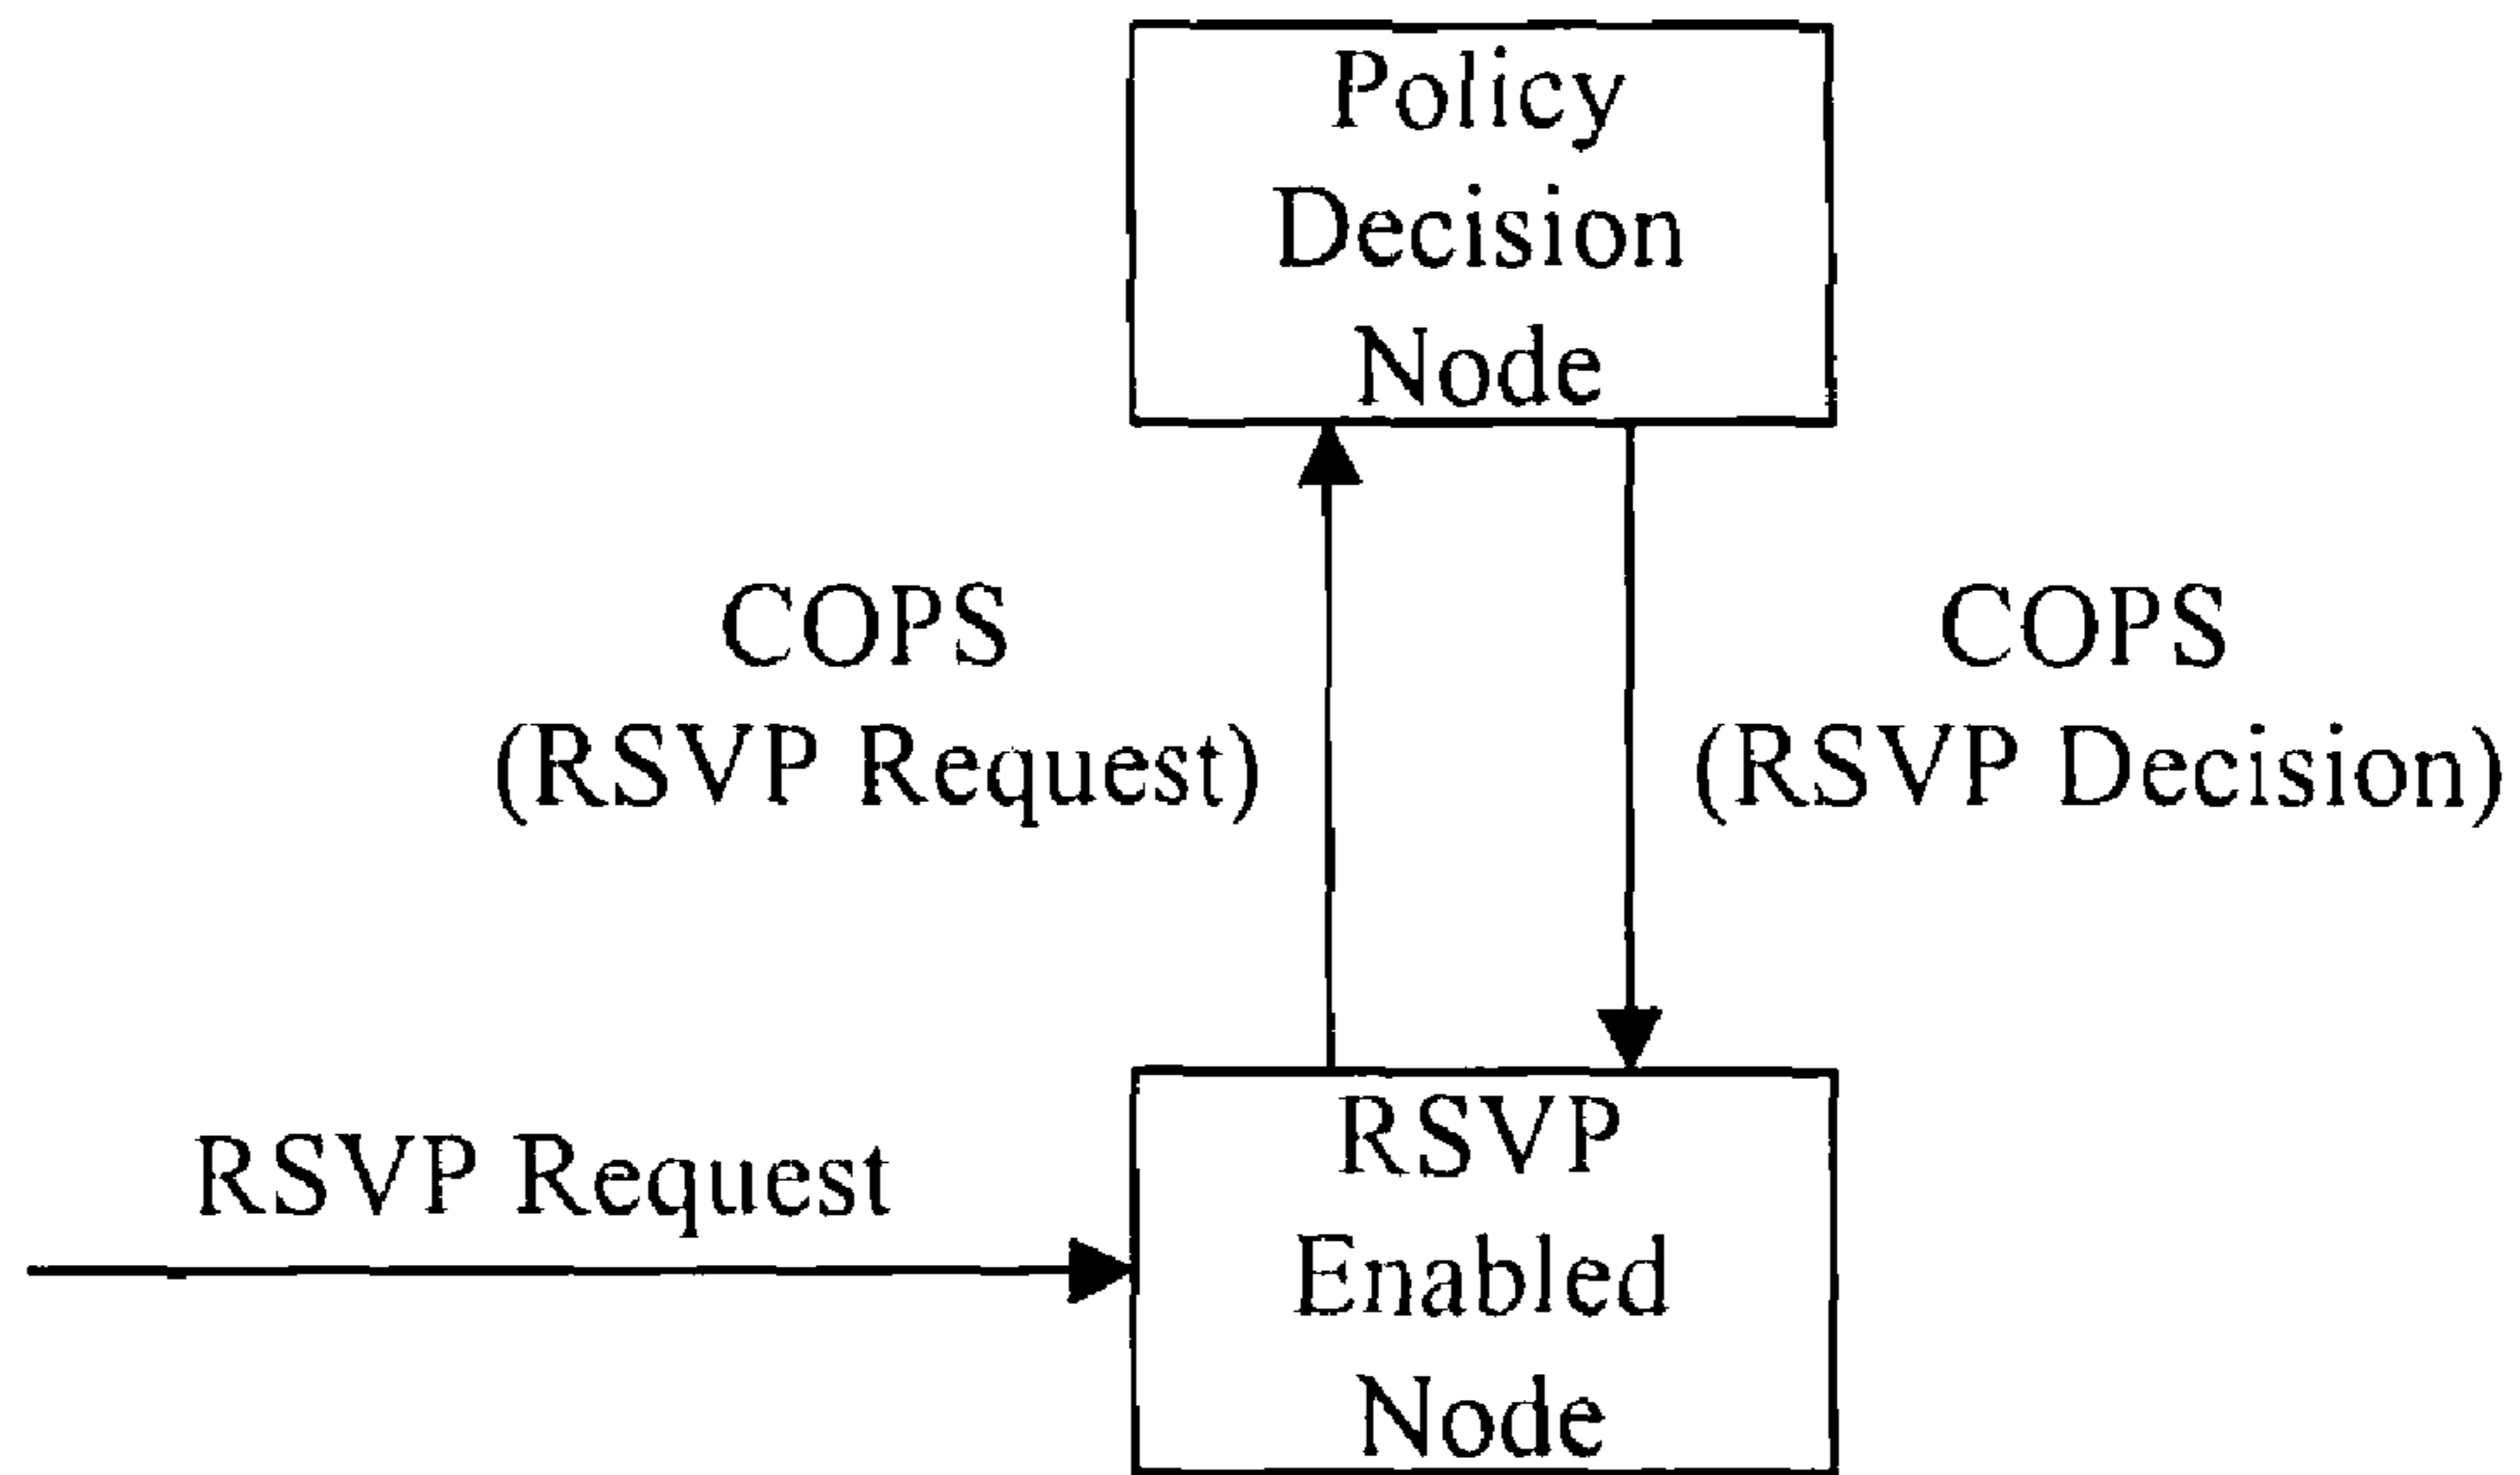 Policy
Decision
Node
COPS
(RSVP Request)
COPS
(RSVP Decision)
RSVP Request
RSVP
Enabled
Node